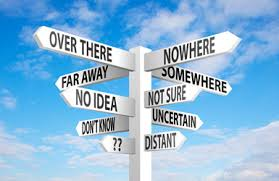 OVER THERE
NOWHERE
FAR AWAY
SOMEWHERE
NO IDEA
NOT SURE
DON'T KNOW
UNCERTAIN
??
DISTANT